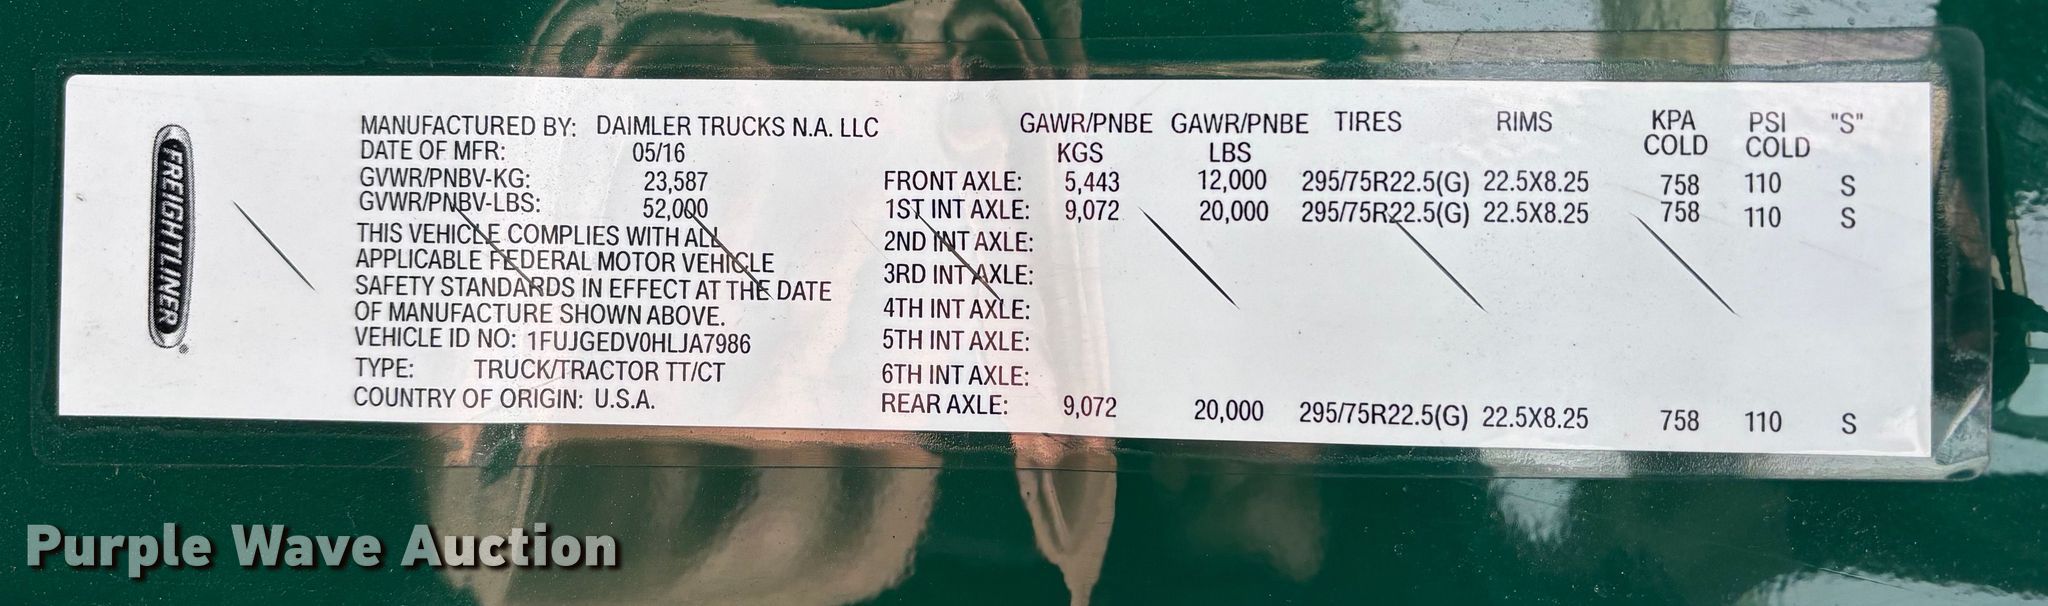 FREIGHTLINER
MANUFACTURED BY: DAIMLER TRUCKS N.A. LLC
DATE OF MFR: 05/16
GVWR/PNBV-KG: 23,587
GVWR/PNBV-LBS: 52,000
THIS VEHICLE COMPLIES WITH ALL
APPLICABLE FEDERAL MOTOR VEHICLE
SAFETY STANDARDS IN EFFECT AT THE DATE
OF MANUFACTURE SHOWN ABOVE.
VEHICLE ID NO: 1FUJGEDV0HLJA7986
TYPE: TRUCK/TRACTOR TT/CT
COUNTRY OF ORIGIN: U.S.A.
GAWR/PNBE GAWR/PNBE TIRES RIMS KPA PSI "S"
KGS LBS COLD COLD
FRONT AXLE: 5,443 12,000 295/75R22.5(G) 22.5X8.25 758 110 S
1ST INT AXLE: 9,072 20,000 295/75R22.5(G) 22.5X8.25 758 110 S
2ND INT AXLE:
3RD INT AXLE:
4TH INT AXLE:
5TH INT AXLE:
6TH INT AXLE:
REAR AXLE: 9,072 20,000 295/75R22.5(G) 22.5X8.25 758 110 S
Purple Wave Auction